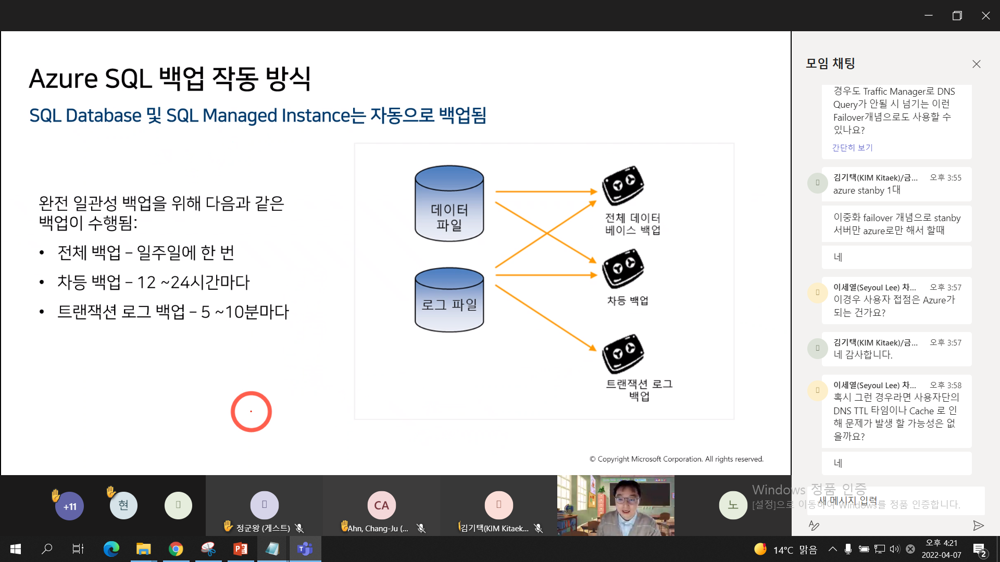 Azure SQL 백업 작동 방식
SQL Database 및 SQL Managed Instance는 자동으로 백업됨
완전 일관성 백업을 위해 다음과 같은
백업이 수행됨:
• 전체 백업 – 일주일에 한 번
• 차등 백업 – 12 ~24시간마다
• 트랜잭션 로그 백업 – 5 ~10분마다
데이터
파일
로그 파일
전체 데이터
베이스 백업
차등 백업
트랜잭션 로그
백업
© Copyright Microsoft Corporation. All rights reserved.
모임 채팅
경우도 Traffic Manager로 DNS
Query가 안될 시 넘기는 이런
Failover개념으로도 사용할 수
있나요?
간단히 보기
김기택(KIM Kitaek)/금... 오후 3:55
azure stanby 1대
이중화 failover 개념으로 stanby
서버만 azure로만 해서 할때
네
이세열(Seyoul Lee) 차... 오후 3:57
이경우 사용자 접점은 Azure가
되는 건가요?
김기택(KIM Kitaek)/금... 오후 3:57
네 감사합니다.
이세열(Seyoul Lee) 차... 오후 3:58
혹시 그런 경우라면 사용자단의
DNS TTL 타임이나 Cache 로 인
해 문제가 발생 할 가능성은 없
을까요?
네
새 메시지 입력
Windows 정품 인증
[설정]으로 이동하여 Windows를 정품 인증합니다.
+11
현
정군왕 (게스트)
CA
Ahn, Chang-Ju (...
김기택(KIM Kitaek...
노
14°C 맑음
오후 4:21
2022-04-07
2